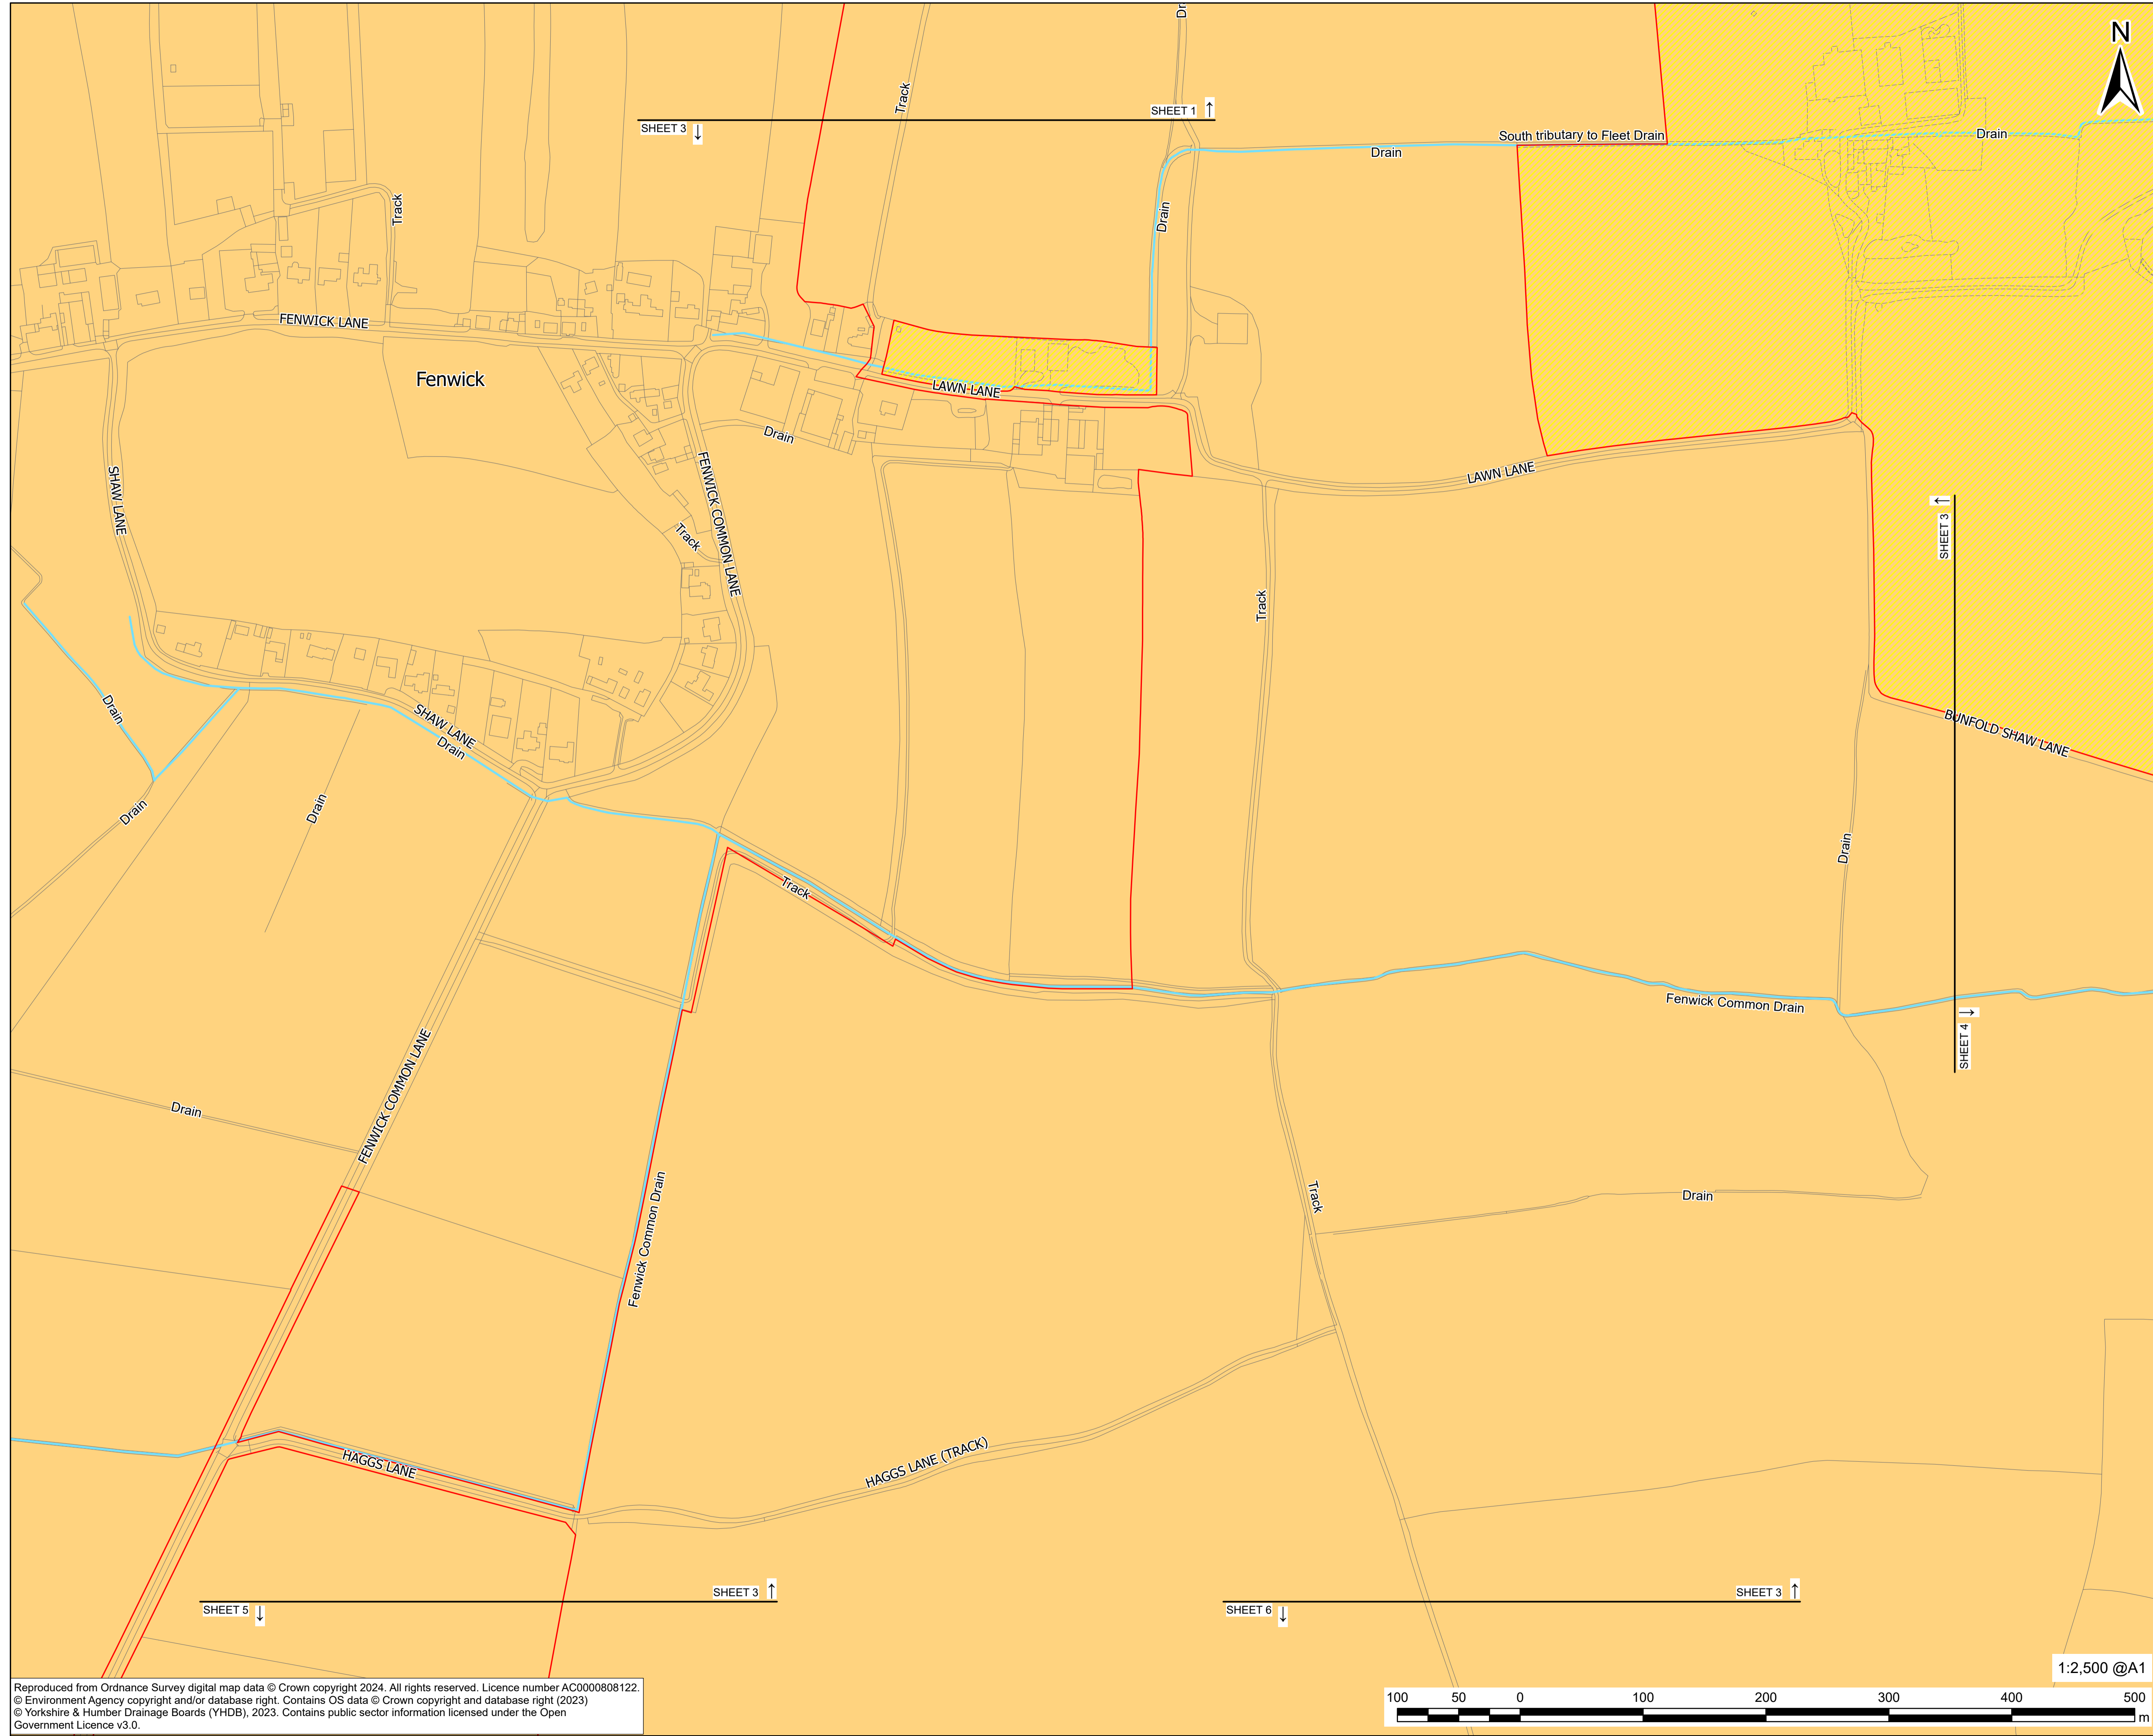 Dr
N
Track
SHEET 1 ↑
SHEET 3 ↓
South tributary to Fleet Drain
Drain
Drain
Track
Drain
FENWICK LANE
Fenwick
LAWN LANE
Drain
LAWN LANE
SHAW LANE
FENWICK COMMON LANE
Track
←
SHEET 3
Track
Drain
SHAW LANE
Drain
BUNFOLD SHAW LANE
Drain
Drain
Drain
Track
Fenwick Common Drain
→
SHEET 4
FENWICK COMMON LANE
Drain
Track
Drain
Fenwick Common Drain
HAGGS LANE
HAGGS LANE (TRACK)
SHEET 3 ↑
SHEET 5 ↓
SHEET 3 ↑
SHEET 6 ↓
1:2,500 @A1
Reproduced from Ordnance Survey digital map data © Crown copyright 2024. All rights reserved. Licence number AC0000808122.
© Environment Agency copyright and/or database right. Contains OS data © Crown copyright and database right (2023)
© Yorkshire & Humber Drainage Boards (YHDB), 2023. Contains public sector information licensed under the Open
Government Licence v3.0.
100 50 0 100 200 300 400 500
m